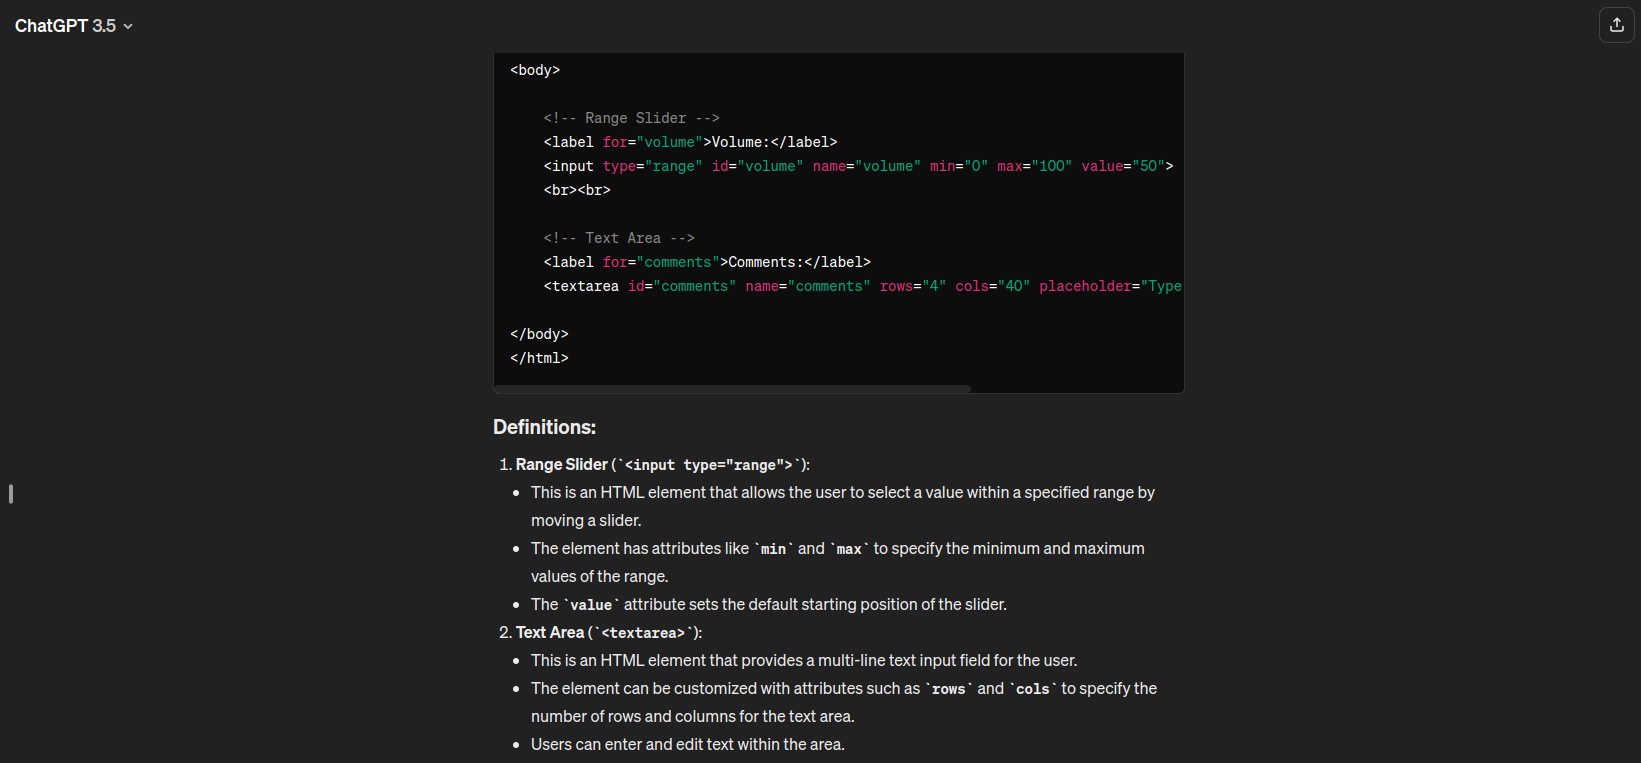 ChatGPT 3.5
<body>
<!-- Range Slider -->
<label for="volume">Volume:</label>
<input type="range" id="volume" name="volume" min="0" max="100" value="50">
<br><br>
<!-- Text Area -->
<label for="comments">Comments:</label>
<textarea id="comments" name="comments" rows="4" cols="40" placeholder="Type
</body>
</html>
Definitions:
1. Range Slider (`<input type="range">`):
• This is an HTML element that allows the user to select a value within a specified range by
moving a slider.
• The element has attributes like `min` and `max` to specify the minimum and maximum
values of the range.
• The `value` attribute sets the default starting position of the slider.
2. Text Area (`<textarea>`):
• This is an HTML element that provides a multi-line text input field for the user.
• The element can be customized with attributes such as `rows` and `cols` to specify the
number of rows and columns for the text area.
• Users can enter and edit text within the area.